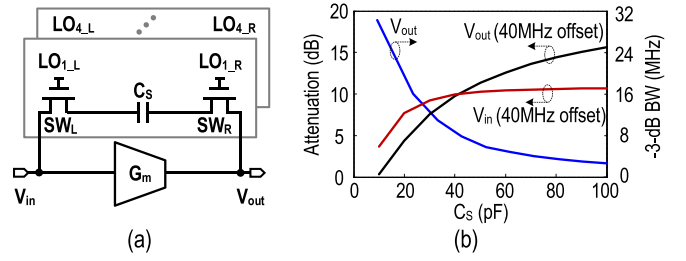 LO4_L
LO4_R
LO1_L
CS
LO1_R
SWL
SWR
Gm
Vin
Vout
(a)
Attenuation (dB)
20
15
10
5
0
Vout
Vout (40MHz offset)
Vin (40MHz offset)
32
24
16
8
0
-3-dB BW (MHz)
0 20 40 60 80 100
CS (pF)
(b)